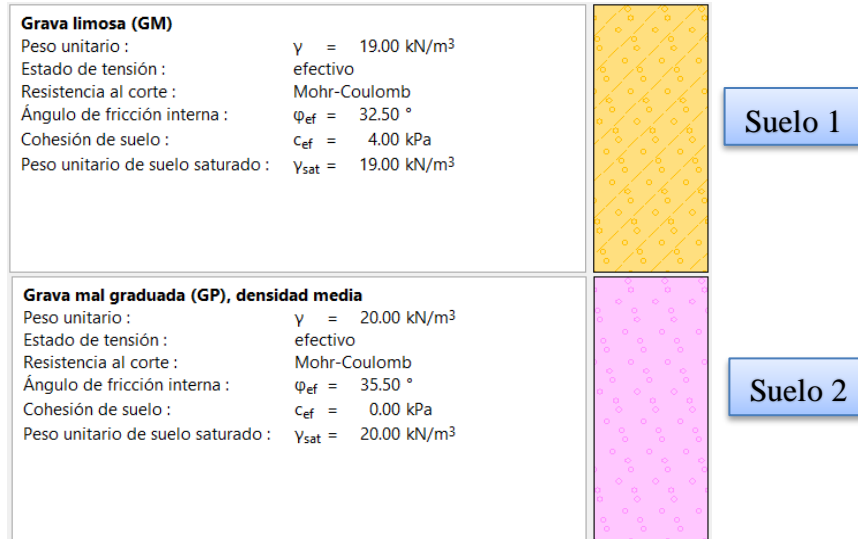 Grava limosa (GM)
Peso unitario : γ = 19.00 kN/m³
Estado de tensión : efectivo
Resistencia al corte : Mohr-Coulomb
Ángulo de fricción interna : φef = 32.50 °
Cohesión de suelo : cef = 4.00 kPa
Peso unitario de suelo saturado : γsat = 19.00 kN/m³
Suelo 1
Grava mal graduada (GP), densidad media
Peso unitario : γ = 20.00 kN/m³
Estado de tensión : efectivo
Resistencia al corte : Mohr-Coulomb
Ángulo de fricción interna : φef = 35.50 °
Cohesión de suelo : cef = 0.00 kPa
Peso unitario de suelo saturado : γsat = 20.00 kN/m³
Suelo 2